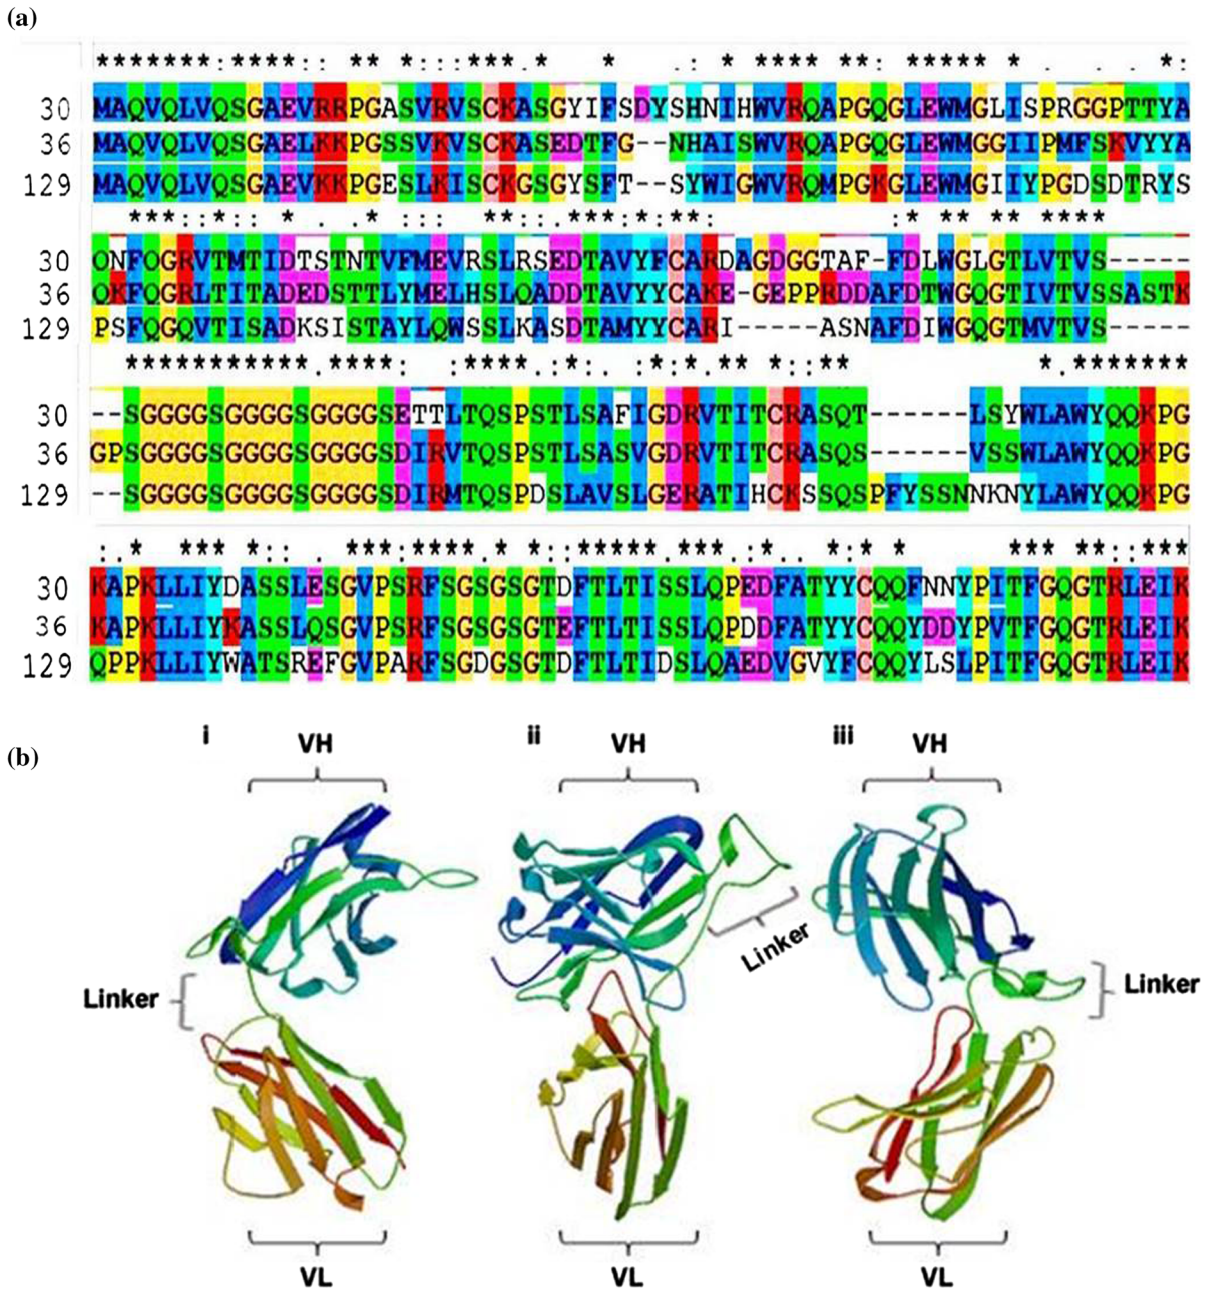 (a)
*******:****:: ** *:::***.* * .: * **** **: ***** * . . . *:
30 MAQVQLVQSGAEVRRPGASVRVSCKASGYIFSDYSHNIHWVRQAPGQGLEWMGLISPRGGPTTYA
36 MAQVQLVQSGAELKKPGSSVKVSCKASEDTFG--NHAISWVRQAPGQGLEWMGGIIPMFSKVYYA
129 MAQVQLVQSGAEVKKPGESLKISCKGSGYSFT--SYWIGWVRQMPGKGLEWMGIIYPGDSDTRYS
***::*:: * . .* ::: **::.***:*:**: :* ** ** ****
30 QNFQGRVTMTIDTSTNTVFMEVRSLRSEDTAVYFCARDAGDGGTAF-FDLWGLGTLVTVS-----
36 QKFQGRLTITADEDSTTLYMELHSLQADDTAVYYCAKE-GEPPRDDAFDTWGQGTIVTVSSASTK
129 PSFQGQVTISADKSISTAYLQWSSLKASDTAMYYCARI-----ASNAFDIWGQGTMVTVS-----
***********.****: :****.:*:. :*:*.** *::** *.*******
30 --SGGGGSGGGGSGGGGSETTLTQSPSTLSAFIGDRVTITCRASQT------LSYWLAWYQQKPG
36 GPSGGGGSGGGGSGGGGSDIRVTQSPSTLSASVGDRVTITCRASQS------VSSWLAWYQQKPG
129 --SGGGGSGGGGSGGGGSDIRMTQSPDSLAVSLGERATIHCKSSQSPFYSSNNKNYLAWYQQKPG
:.* *** *:: . ***:****.*.*::*****.***.:*.. *:* * *** **::***
30 KAPKLLIYDASSLESGVPSRFSGSGSGTDFTLTISSLQPEDFATYYCQQFNNYPITFGQGTRLEIK
36 KAPKLLIYKASSLQSGVPSRFSGSGSGTEFTLTISSLQPDDFATYYCQQYDDYPVTFGQGTRLEIK
129 QPPKLLIYWATSREFGVPARFSGDGSGTDFTLTIDSLQAEDVGVYFCQQYLSLPITFGQGTRLEIK
(b)
i ii iii
VH VH VH
Linker
Linker
Linker
VL VL VL